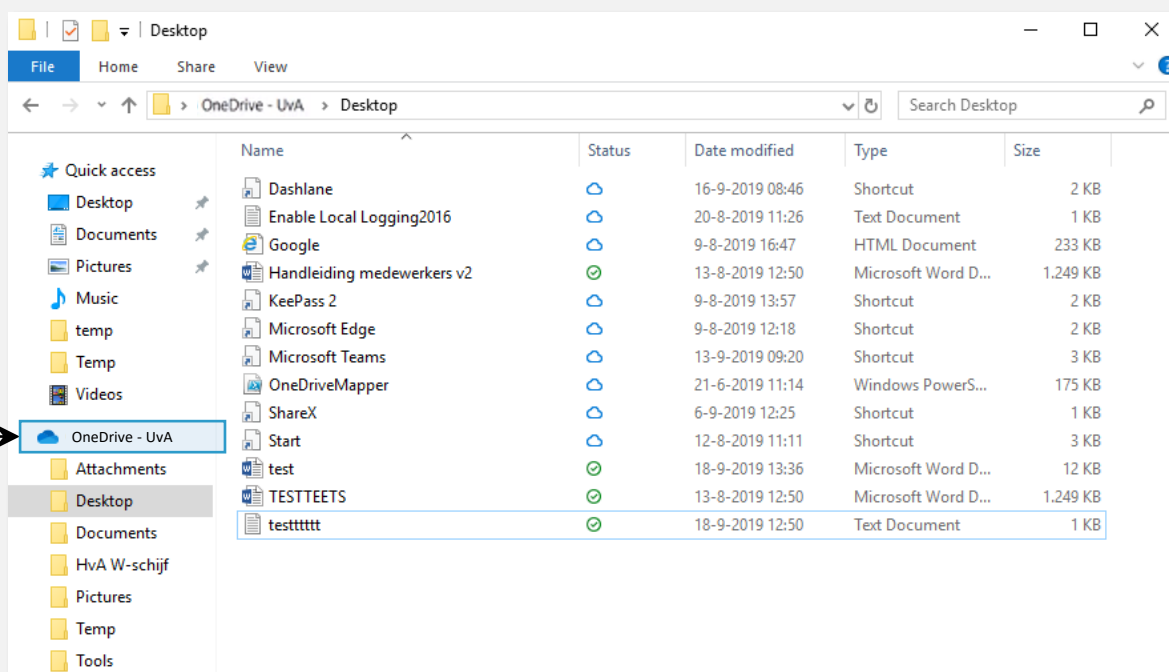 Desktop
File Home Share View
OneDrive - UvA > Desktop
Search Desktop
Name Status Date modified Type Size
Quick access
Desktop
Documents
Pictures
Music
temp
Temp
Videos
OneDrive - UvA
Attachments
Desktop
Documents
HvA W-schijf
Pictures
Temp
Tools
Dashlane 16-9-2019 08:46 Shortcut 2 KB
Enable Local Logging2016 20-8-2019 11:26 Text Document 1 KB
Google 9-8-2019 16:47 HTML Document 233 KB
Handleiding medewerkers v2 13-8-2019 12:50 Microsoft Word D... 1.249 KB
KeePass 2 9-8-2019 13:57 Shortcut 2 KB
Microsoft Edge 9-8-2019 12:18 Shortcut 2 KB
Microsoft Teams 13-9-2019 09:20 Shortcut 3 KB
OneDriveMapper 21-6-2019 11:14 Windows PowerS... 175 KB
ShareX 6-9-2019 12:25 Shortcut 1 KB
Start 12-8-2019 11:11 Shortcut 3 KB
test 18-9-2019 13:36 Microsoft Word D... 12 KB
TESTTEETS 13-8-2019 12:50 Microsoft Word D... 1.249 KB
testttttt 18-9-2019 12:50 Text Document 1 KB